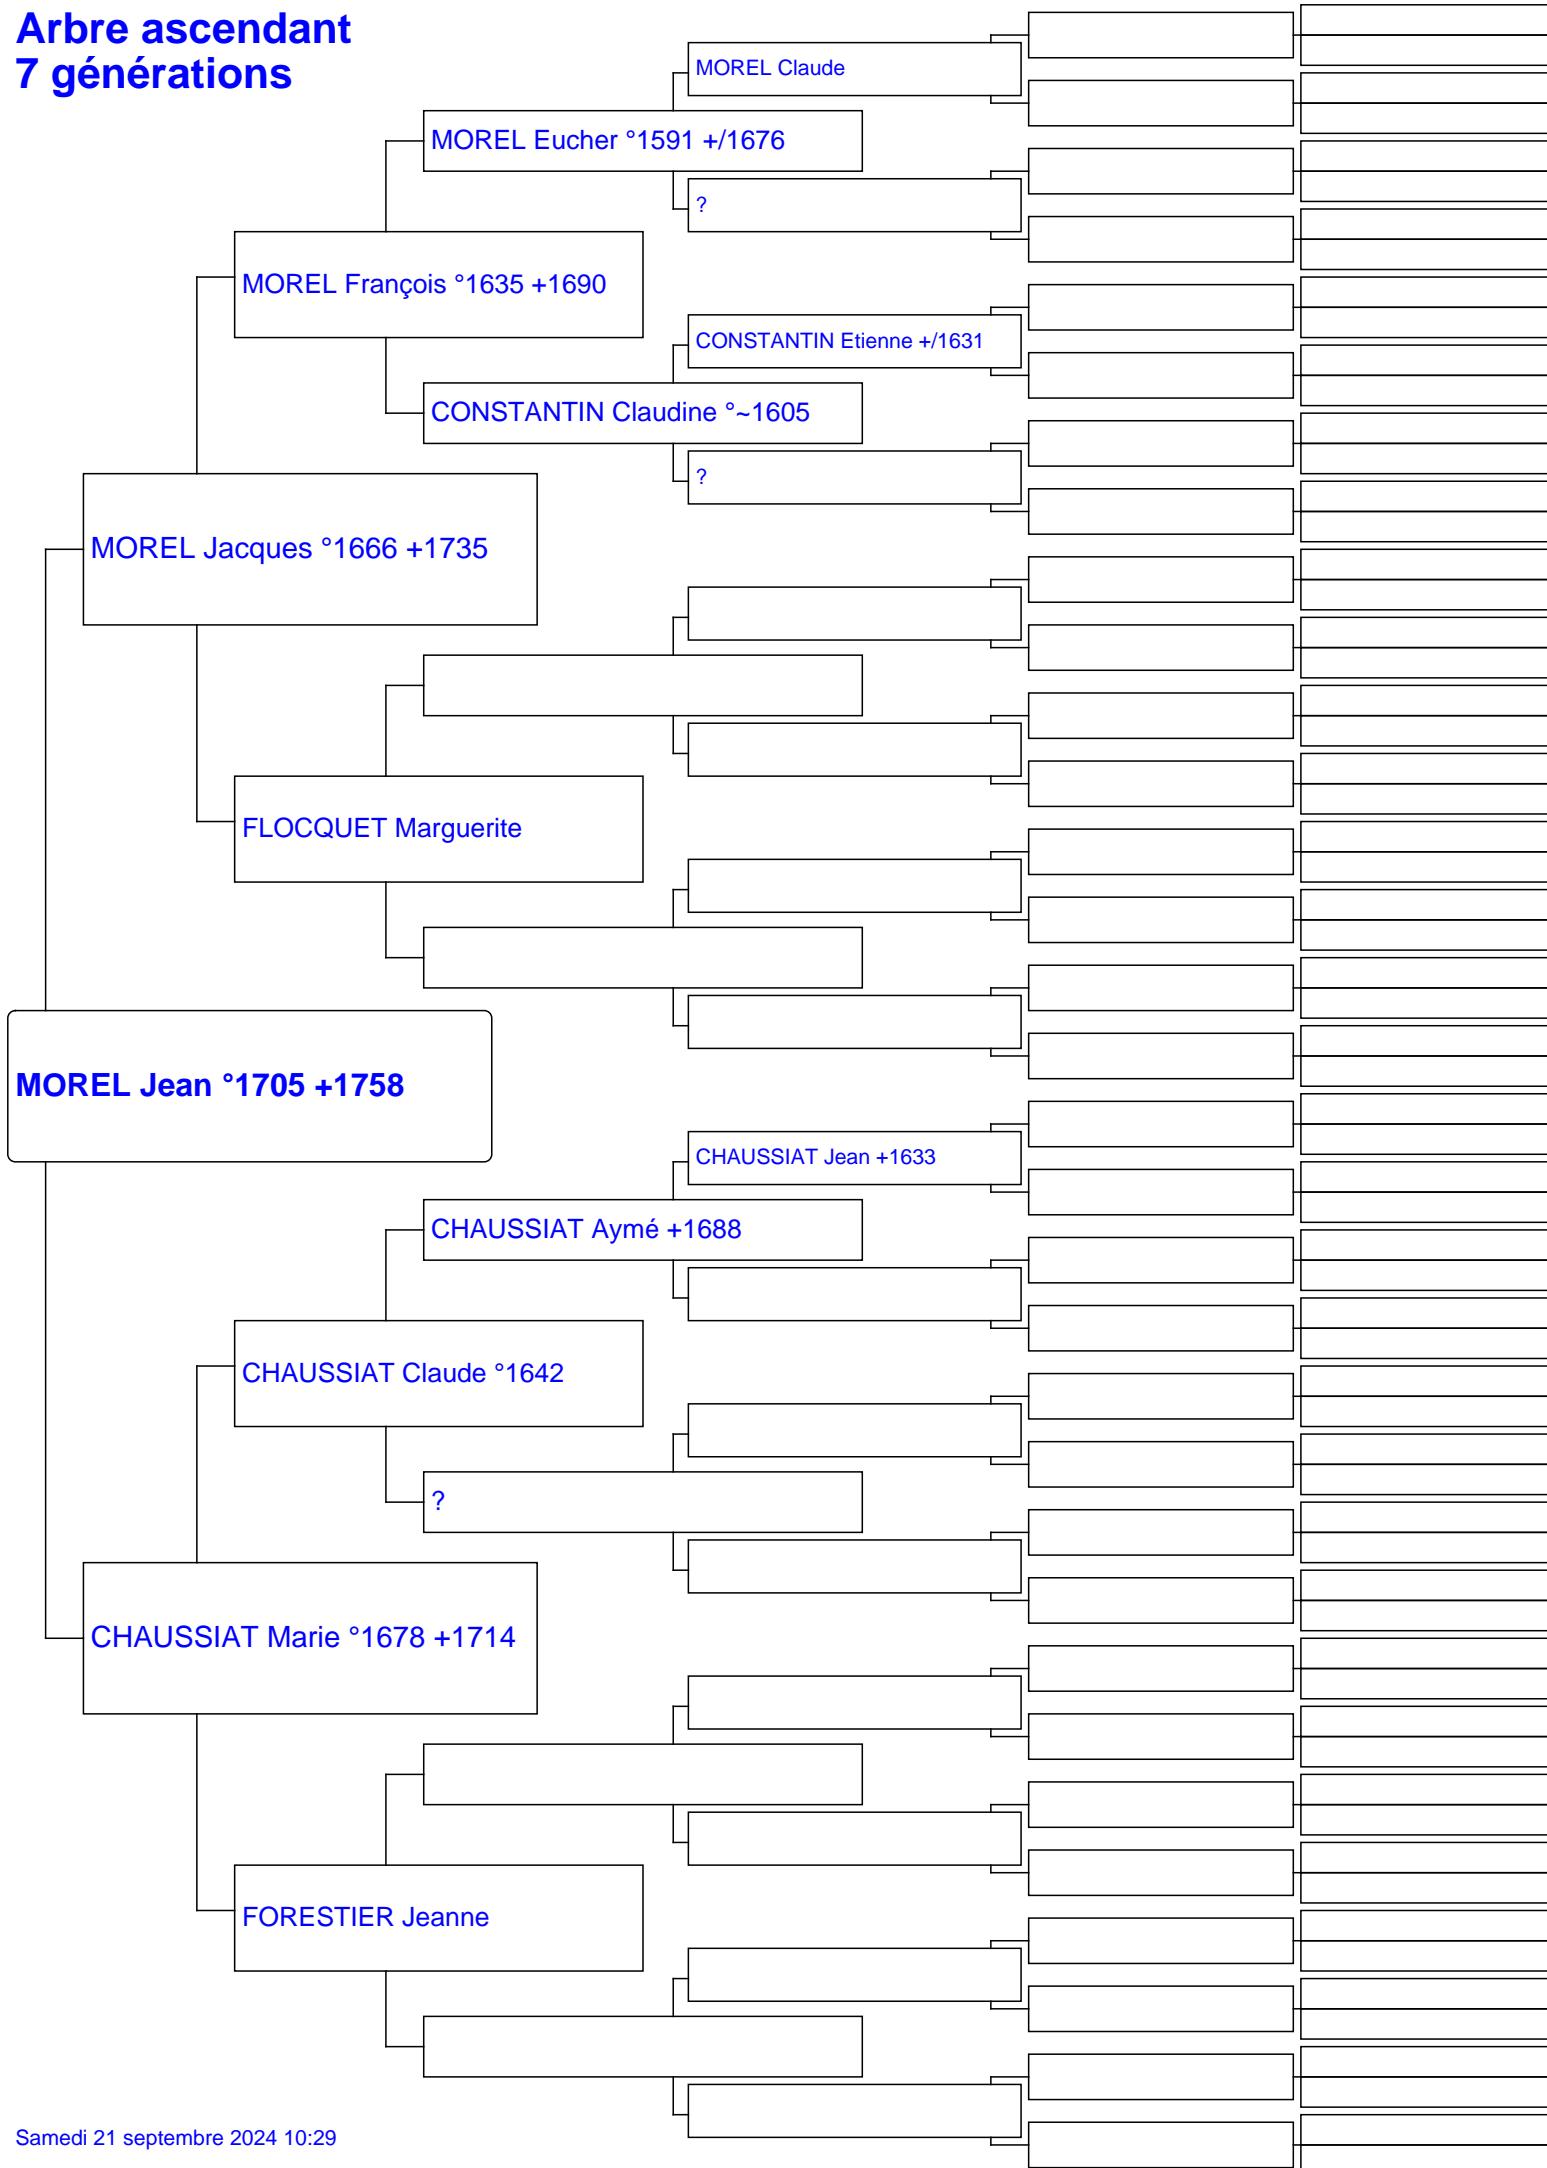 Arbre ascendant
7 générations
MOREL Claude
MOREL Eucher °1591 +/1676
?
MOREL François °1635 +1690
CONSTANTIN Etienne +/1631
CONSTANTIN Claudine °~1605
?
MOREL Jacques °1666 +1735
FLOCQUET Marguerite
MOREL Jean °1705 +1758
CHAUSSIAT Jean +1633
CHAUSSIAT Aymé +1688
CHAUSSIAT Claude °1642
?
CHAUSSIAT Marie °1678 +1714
FORESTIER Jeanne
Samedi 21 septembre 2024 10:29